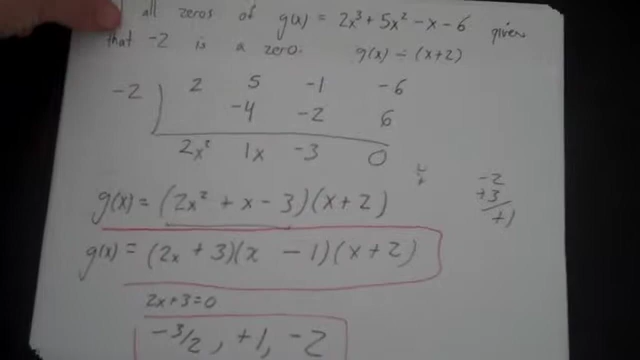 all zeros of g(x) = 2x³ + 5x² - x - 6 given
that -2 is a zero. g(x) ÷ (x+2)
-2 2 5 -1 -6
-4 -2 6
2x² 1x -3 0
-2
+3
+1
g(x) = (2x² + x - 3)(x + 2)
g(x) = (2x + 3)(x - 1)(x + 2)
2x+3=0
-3/2, +1, -2